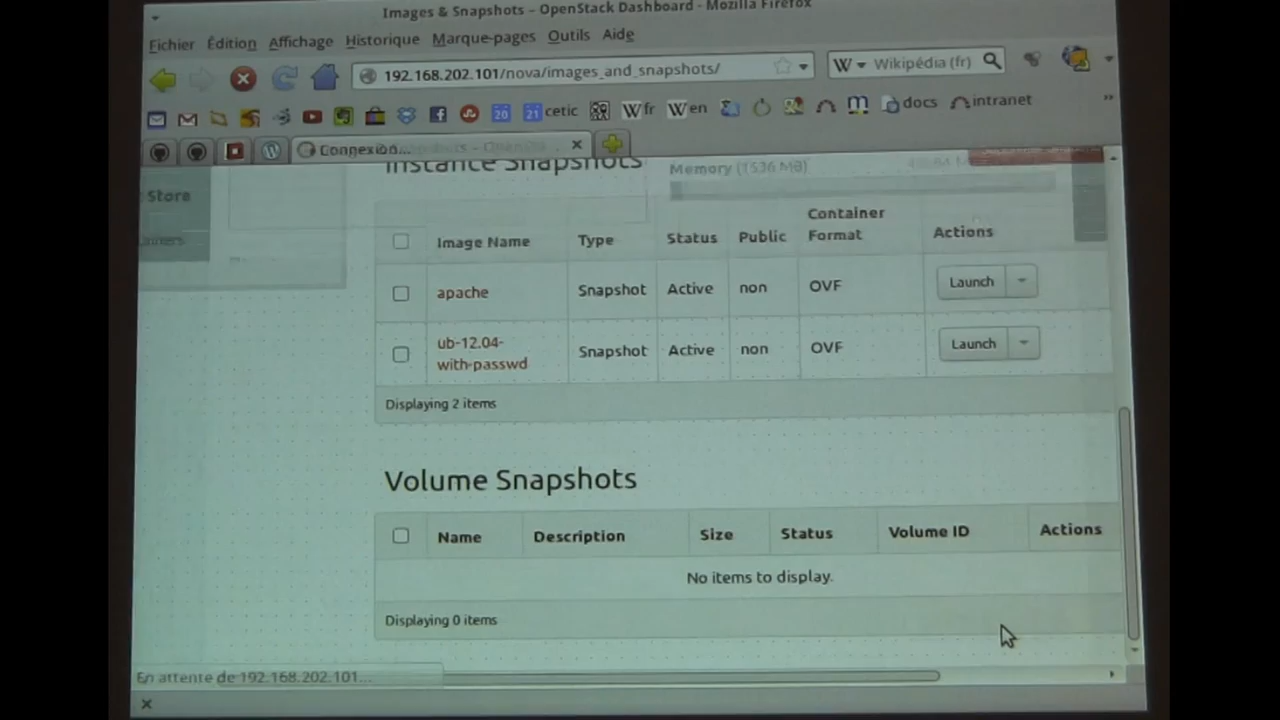 Images & Snapshots - OpenStack Dashboard - Mozilla Firefox
Fichier Édition Affichage Historique Marque-pages Outils Aide
192.168.202.101/nova/images_and_snapshots/
W Wikipédia (fr)
20 21 cetic W fr W en docs intranet
Connexion...
Instance Snapshots
Memory (1536 MB)
Store
Image Name Type Status Public Container Format Actions
apache Snapshot Active non OVF Launch
ub-12.04-
with-passwd Snapshot Active non OVF Launch
Displaying 2 items
Volume Snapshots
Name Description Size Status Volume ID Actions
No items to display.
Displaying 0 items
En attente de 192.168.202.101...